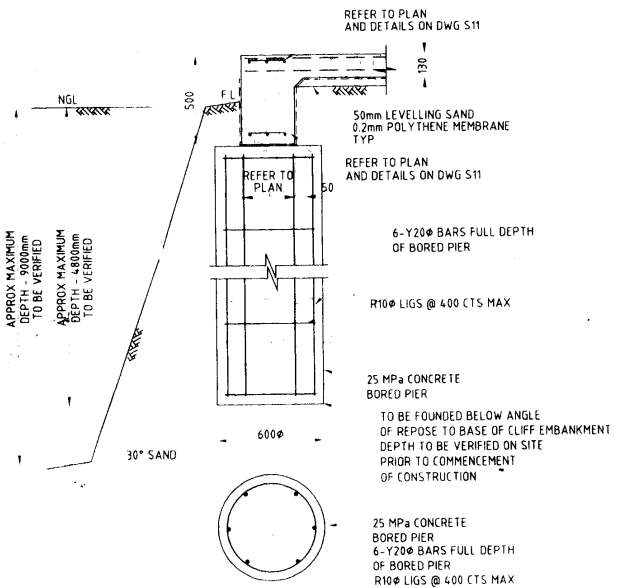 REFER TO PLAN
AND DETAILS ON DWG S11
130
500
F.L
NGL
50mm LEVELLING SAND
0.2mm POLYTHENE MEMBRANE
TYP
REFER TO PLAN
AND DETAILS ON DWG S11
REFER TO
PLAN
50
6-Y20Ø BARS FULL DEPTH
OF BORED PIER
APPROX MAXIMUM
DEPTH - 9000mm
TO BE VERIFIED
APPROX MAXIMUM
DEPTH - 4800mm
TO BE VERIFIED
R10Ø LIGS @ 400 CTS MAX
25 MPa CONCRETE
BORED PIER
TO BE FOUNDED BELOW ANGLE
OF REPOSE TO BASE OF CLIFF EMBANKMENT
DEPTH TO BE VERIFIED ON SITE
PRIOR TO COMMENCEMENT
OF CONSTRUCTION
600Ø
30° SAND
25 MPa CONCRETE
BORED PIER
6-Y20Ø BARS FULL DEPTH
OF BORED PIER
R10Ø LIGS @ 400 CTS MAX